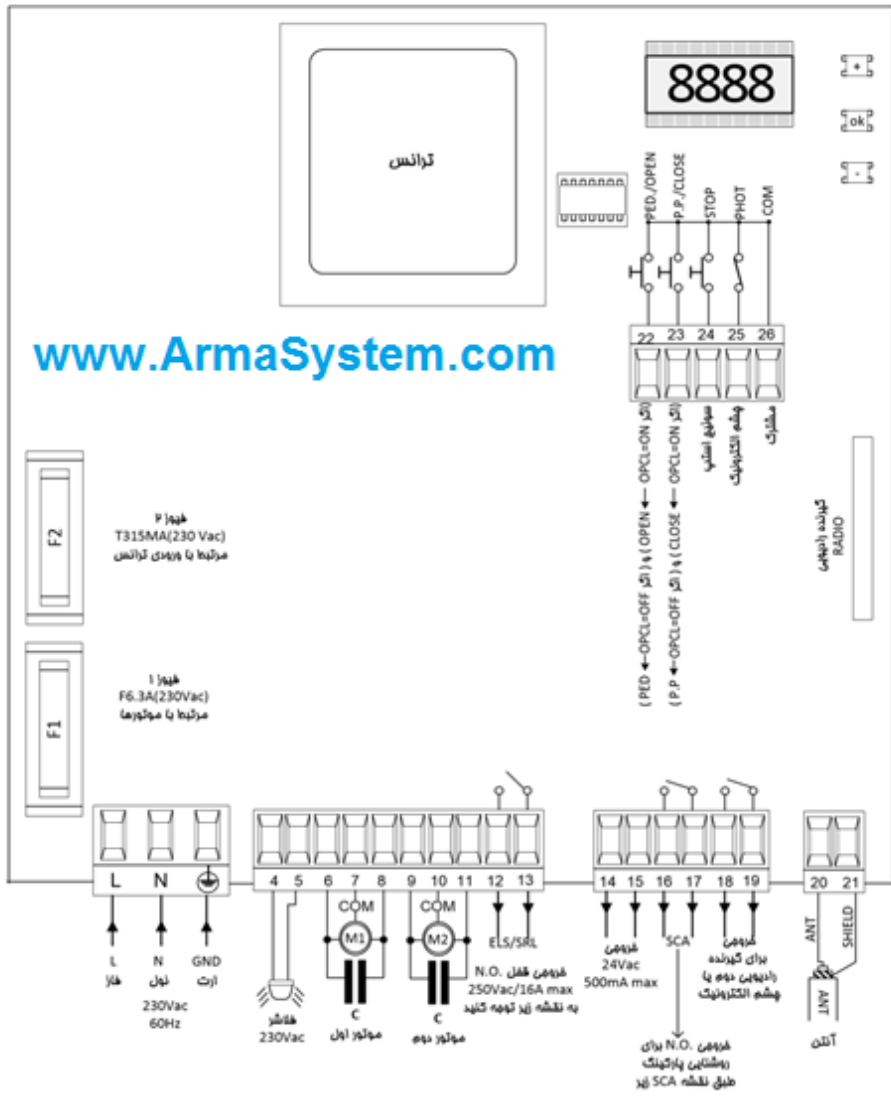 8888
+
ok
-
ترانس
PED./OPEN
P.P./CLOSE
STOP
PHOT
COM
22 23 24 25 26
www.ArmaSystem.com
(اگر OPCL=ON ← OPEN) و (اگر OPCL=OFF ← PED)
(اگر OPCL=ON ← CLOSE) و (اگر OPCL=OFF ← P.P)
سوئیچ استپ
چشم الکترونیک
مشترک
گیرنده رادیویی
RADIO
F2
فیوز ۲
T315MA(230 Vac)
مرتبط با ورودی ترانس
F1
فیوز ۱
F6.3A(230Vac)
مرتبط با موتورها
L N
4 5 6 7 8 9 10 11 12 13
14 15 16 17 18 19
20 21
L
فاز
N
نول
GND
ارت
230Vac
60Hz
فلاشر
230Vac
COM
M1
C
موتور اول
COM
M2
C
موتور دوم
ELS/SRL
خروجی قفل N.O.
250Vac/16A max
به نقشه زیر توجه کنید
خروجی
24Vac
500mA max
SCA
خروجی N.O. برای
روشنایی پارکینگ
طبق نقشه SCA زیر
خروجی
برای گیرنده
رادیویی دوم یا
چشم الکترونیک
ANT
SHIELD
ANT
آنتن